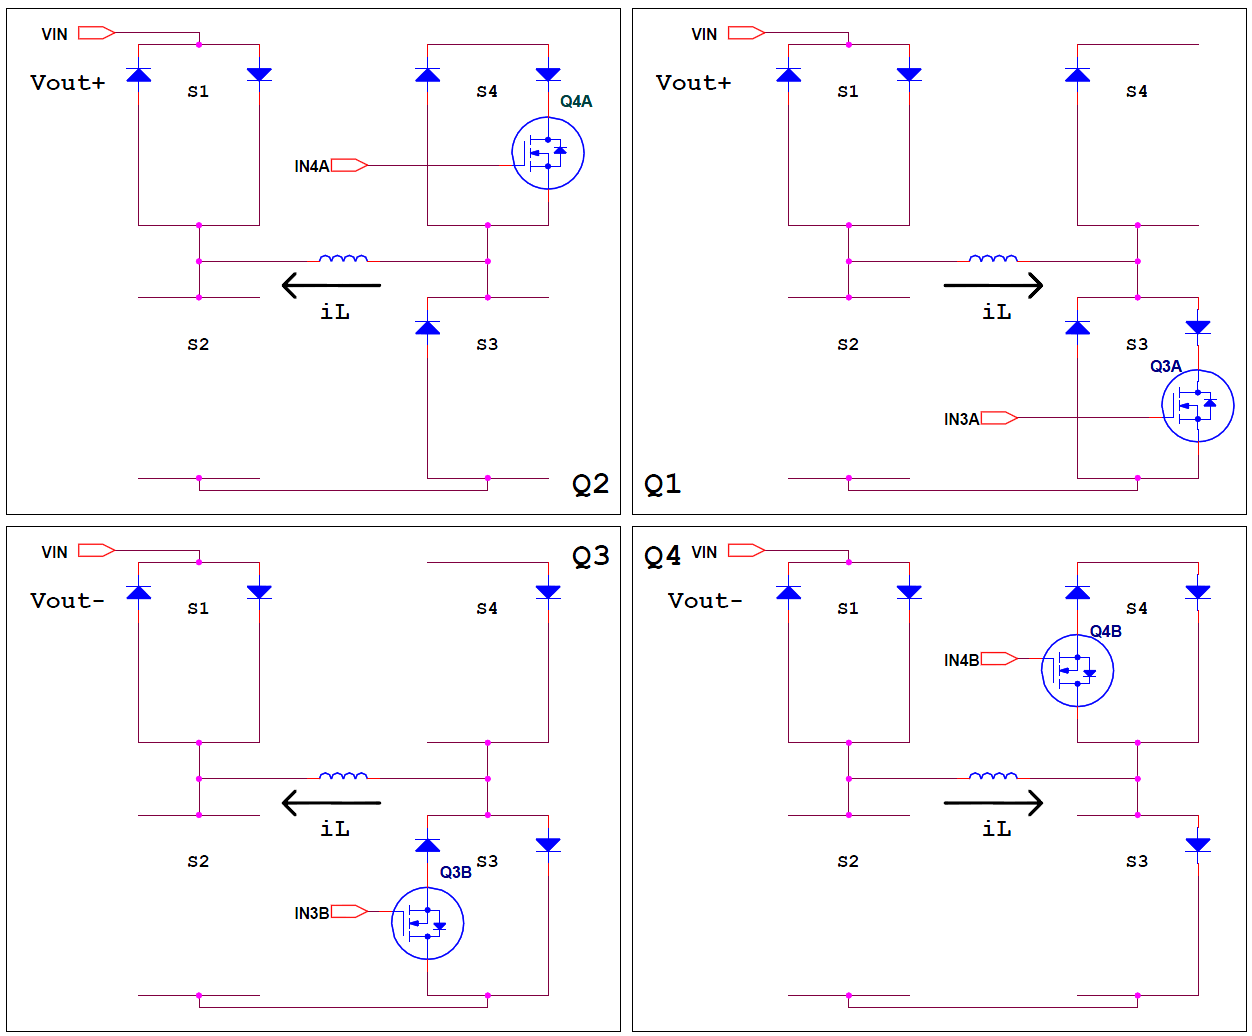 VIN
Vout+
S1
S4
Q4A
IN4A
iL
S2
S3
Q2
VIN
Vout+
S1
S4
iL
S2
S3
Q3A
IN3A
Q1
VIN
Q3
Vout-
S1
S4
iL
S2
S3
Q3B
IN3B
Q4
VIN
Vout-
S1
S4
Q4B
IN4B
iL
S2
S3